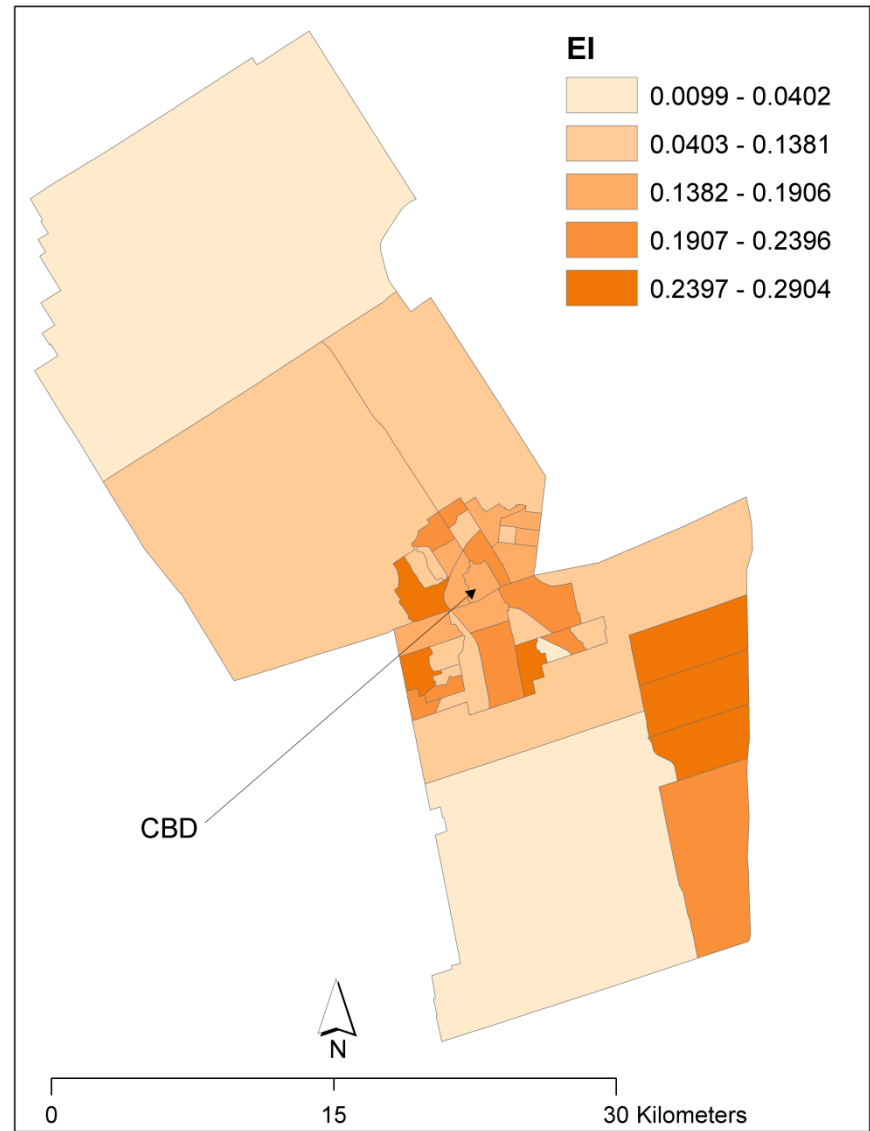 EI
0.0099 - 0.0402
0.0403 - 0.1381
0.1382 - 0.1906
0.1907 - 0.2396
0.2397 - 0.2904
CBD
N
0 15 30 Kilometers